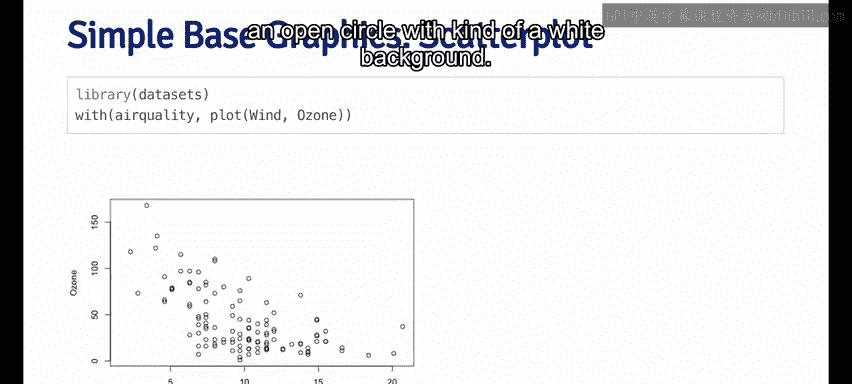 Simple Base Graphics: Scatterplot
an open circle with kind of a white
background.
library(datasets)
with(airquality, plot(Wind, Ozone))
150
100
50
0
Ozone
5
10
15
20